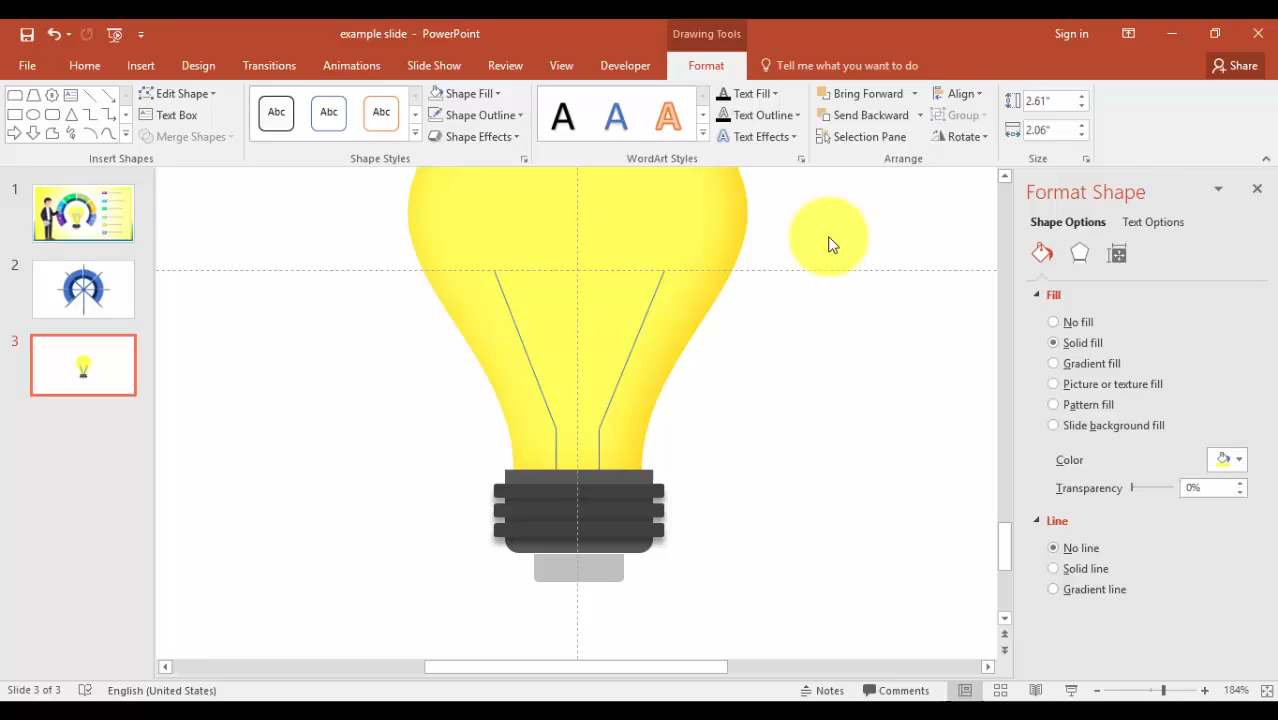 example slide - PowerPoint
Drawing Tools
Sign in
File
Home
Insert
Design
Transitions
Animations
Slide Show
Review
View
Developer
Format
Tell me what you want to do
Share
Edit Shape
Text Box
Merge Shapes
Insert Shapes
Abc
Abc
Abc
Shape Fill
Shape Outline
Shape Effects
Shape Styles
A
A
A
Text Fill
Text Outline
Text Effects
WordArt Styles
Bring Forward
Send Backward
Selection Pane
Align
Group
Rotate
Arrange
2.61"
2.06"
Size
1
2
3
Format Shape
Shape Options
Text Options
Fill
No fill
Solid fill
Gradient fill
Picture or texture fill
Pattern fill
Slide background fill
Color
Transparency
0%
Line
No line
Solid line
Gradient line
Slide 3 of 3
English (United States)
Notes
Comments
184%